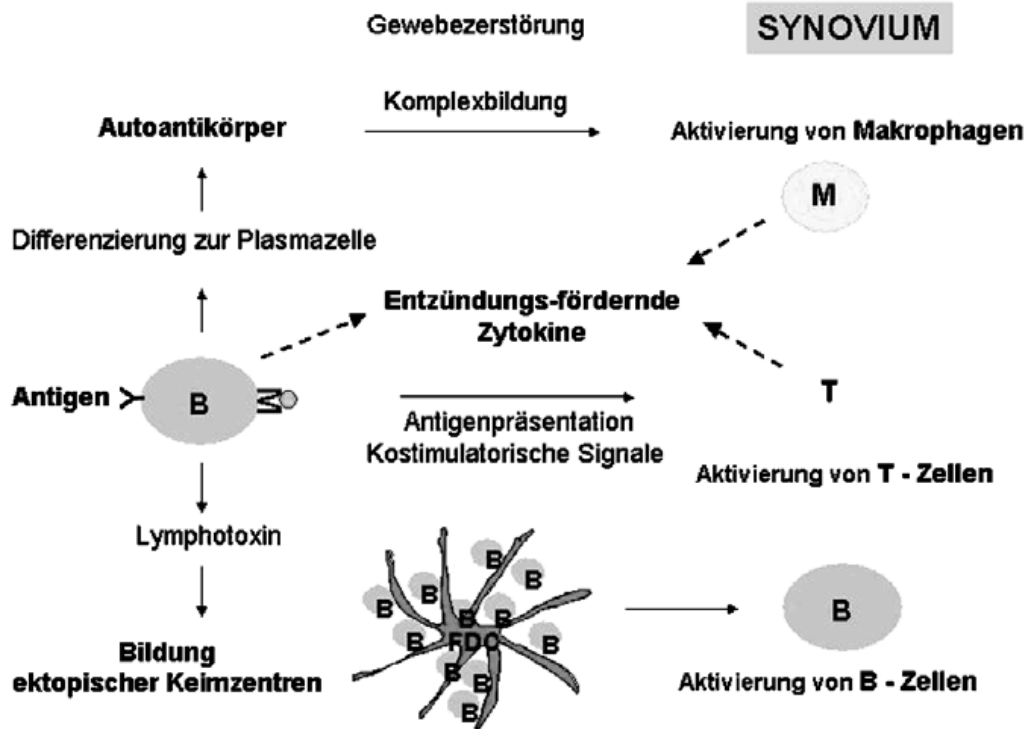 Gewebezerstörung
SYNOVIUM
Komplexbildung
Autoantikörper
Aktivierung von Makrophagen
M
Differenzierung zur Plasmazelle
Entzündungs-fördernde
Zytokine
Antigen
B
T
Antigenpräsentation
Kostimulatorische Signale
Aktivierung von T - Zellen
Lymphotoxin
B
B
B
B
B
B
B
B
FDC
B
B
B
B
Bildung
ektopischer Keimzentren
B
Aktivierung von B - Zellen